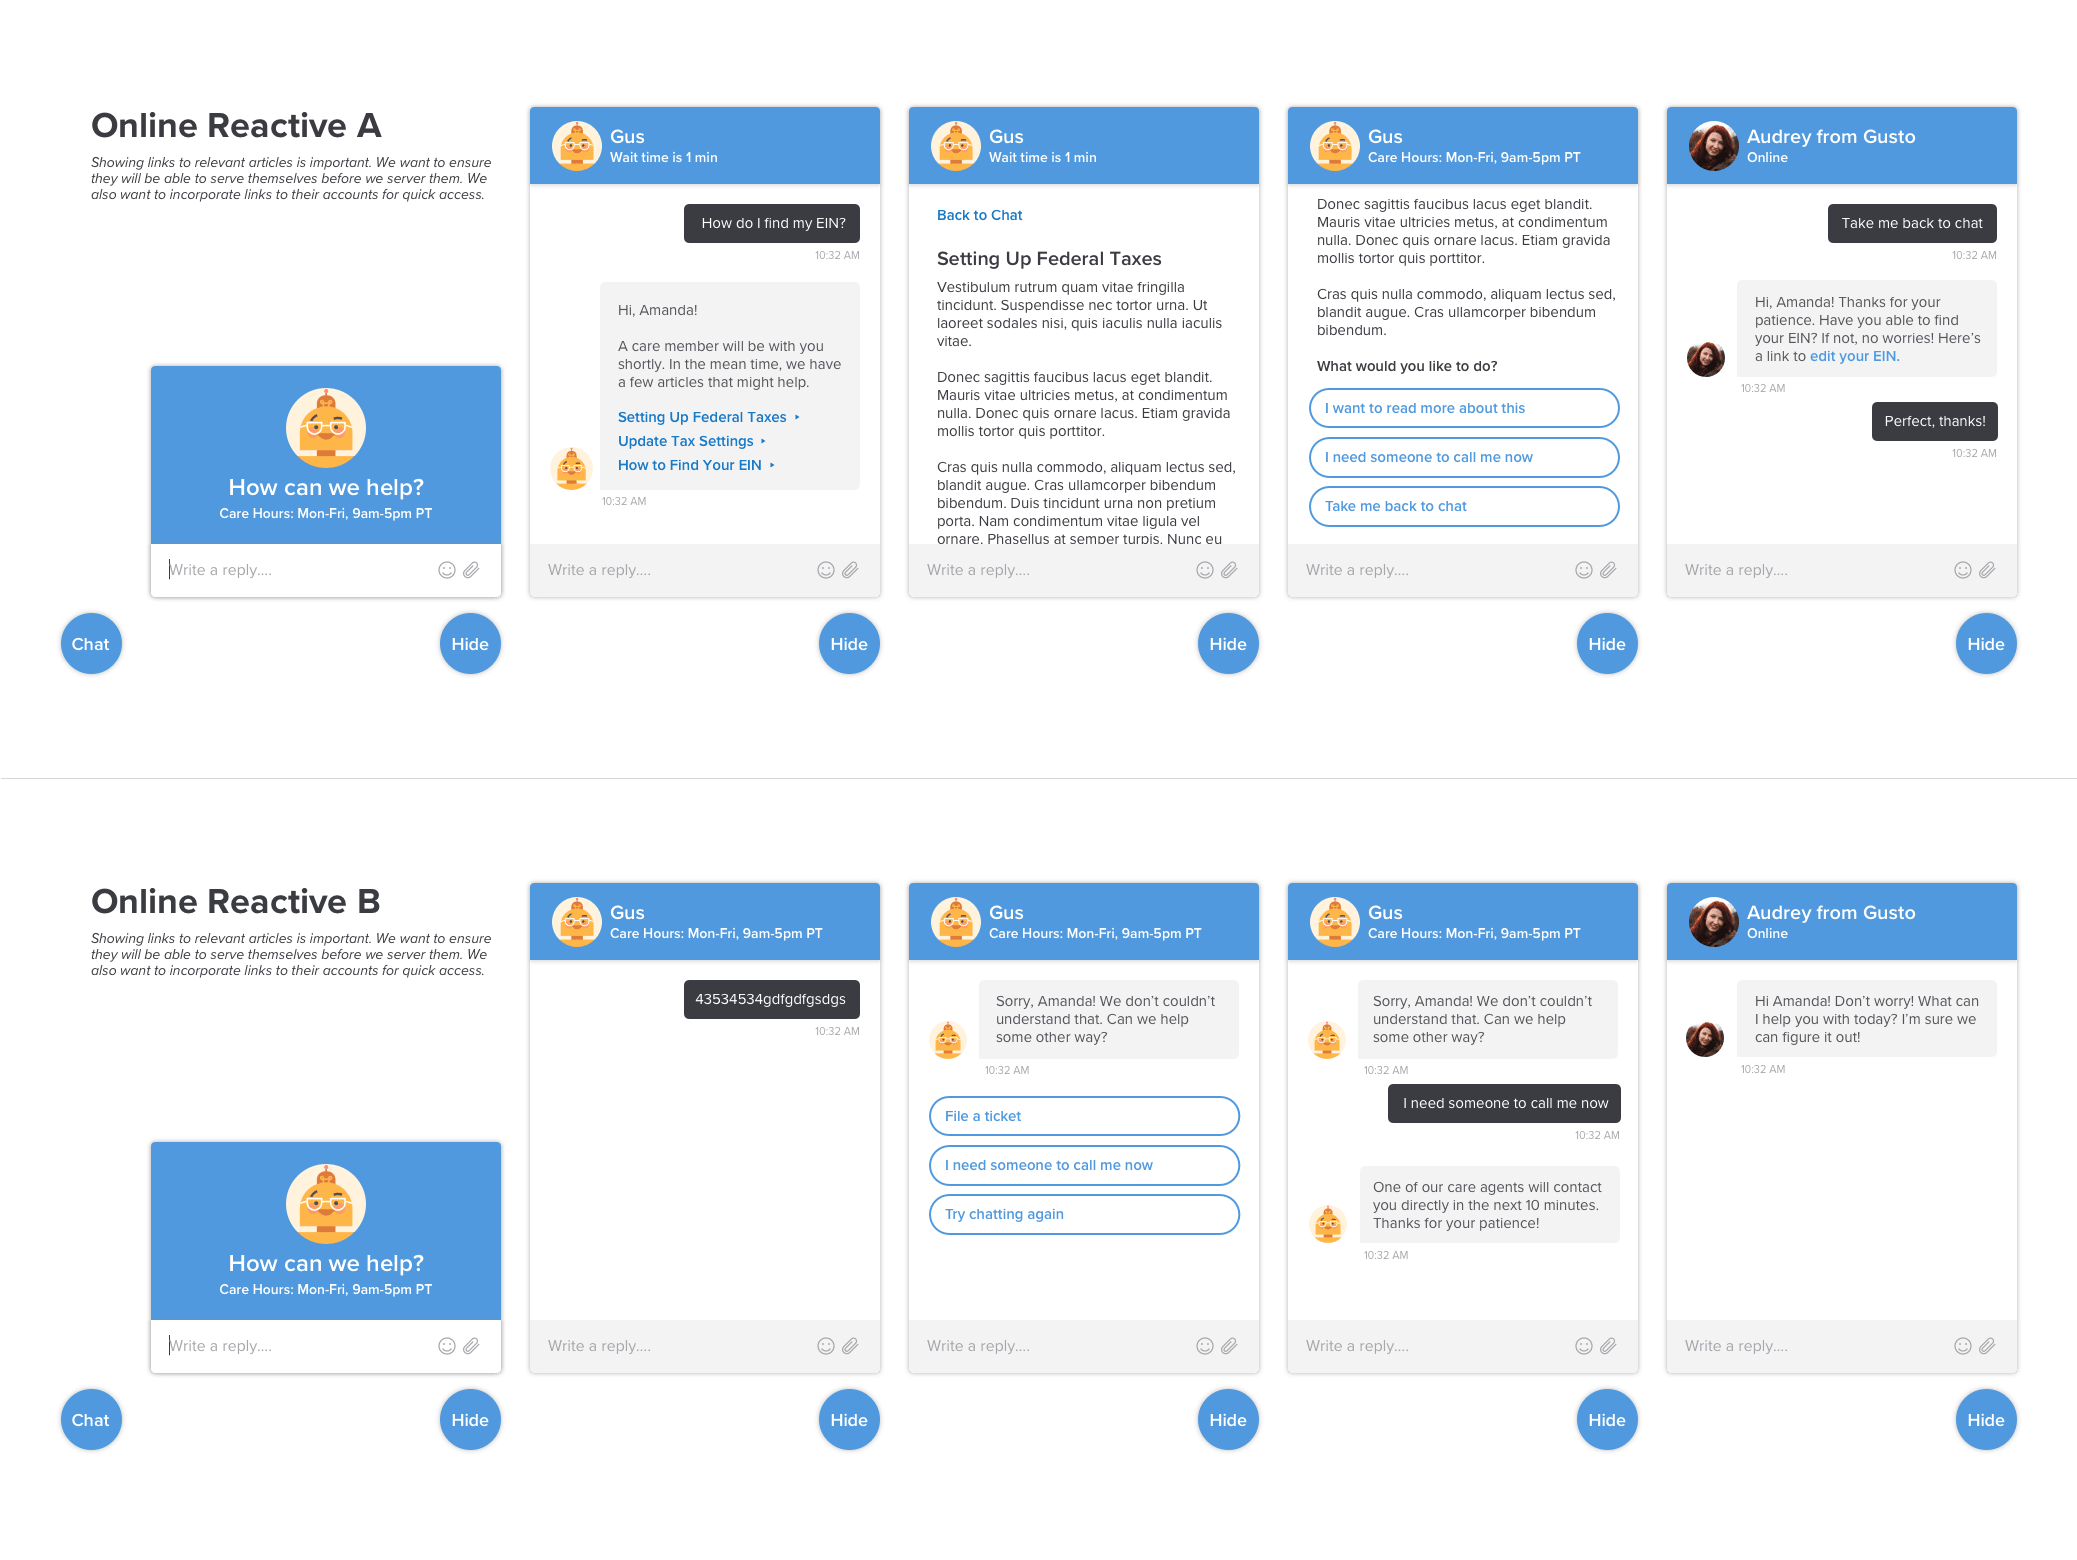 Online Reactive A
Showing links to relevant articles is important. We want to ensure
they will be able to serve themselves before we server them. We
also want to incorporate links to their accounts for quick access.
How can we help?
Care Hours: Mon-Fri, 9am-5pm PT
Write a reply....
Chat
Hide
Gus
Wait time is 1 min
How do I find my EIN?
10:32 AM
Hi, Amanda!
A care member will be with you
shortly. In the mean time, we have
a few articles that might help.
Setting Up Federal Taxes
Update Tax Settings
How to Find Your EIN
10:32 AM
Write a reply....
Hide
Gus
Wait time is 1 min
Back to Chat
Setting Up Federal Taxes
Vestibulum rutrum quam vitae fringilla
tincidunt. Suspendisse nec tortor urna. Ut
laoreet sodales nisi, quis iaculis nulla iaculis
vitae.
Donec sagittis faucibus lacus eget blandit.
Mauris vitae ultricies metus, at condimentum
nulla. Donec quis ornare lacus. Etiam gravida
mollis tortor quis porttitor.
Cras quis nulla commodo, aliquam lectus sed,
blandit augue. Cras ullamcorper bibendum
bibendum. Duis tincidunt urna non pretium
porta. Nam condimentum vitae ligula vel
ornare. Phasellus at semper turpis. Nunc eu
Write a reply....
Hide
Gus
Care Hours: Mon-Fri, 9am-5pm PT
Donec sagittis faucibus lacus eget blandit.
Mauris vitae ultricies metus, at condimentum
nulla. Donec quis ornare lacus. Etiam gravida
mollis tortor quis porttitor.
Cras quis nulla commodo, aliquam lectus sed,
blandit augue. Cras ullamcorper bibendum
bibendum.
What would you like to do?
I want to read more about this
I need someone to call me now
Take me back to chat
Write a reply....
Hide
Audrey from Gusto
Online
Take me back to chat
10:32 AM
Hi, Amanda! Thanks for your
patience. Have you able to find
your EIN? If not, no worries! Here's
a link to edit your EIN.
10:32 AM
Perfect, thanks!
10:32 AM
Write a reply....
Hide
Online Reactive B
Showing links to relevant articles is important. We want to ensure
they will be able to serve themselves before we server them. We
also want to incorporate links to their accounts for quick access.
How can we help?
Care Hours: Mon-Fri, 9am-5pm PT
Write a reply....
Chat
Hide
Gus
Care Hours: Mon-Fri, 9am-5pm PT
43534534gdfgdfgsdgs
10:32 AM
Write a reply....
Hide
Gus
Care Hours: Mon-Fri, 9am-5pm PT
Sorry, Amanda! We don't couldn't
understand that. Can we help
some other way?
10:32 AM
File a ticket
I need someone to call me now
Try chatting again
Write a reply....
Hide
Gus
Care Hours: Mon-Fri, 9am-5pm PT
Sorry, Amanda! We don't couldn't
understand that. Can we help
some other way?
10:32 AM
I need someone to call me now
10:32 AM
One of our care agents will contact
you directly in the next 10 minutes.
Thanks for your patience!
10:32 AM
Write a reply....
Hide
Audrey from Gusto
Online
Hi Amanda! Don't worry! What can
I help you with today? I'm sure we
can figure it out!
10:32 AM
Write a reply....
Hide